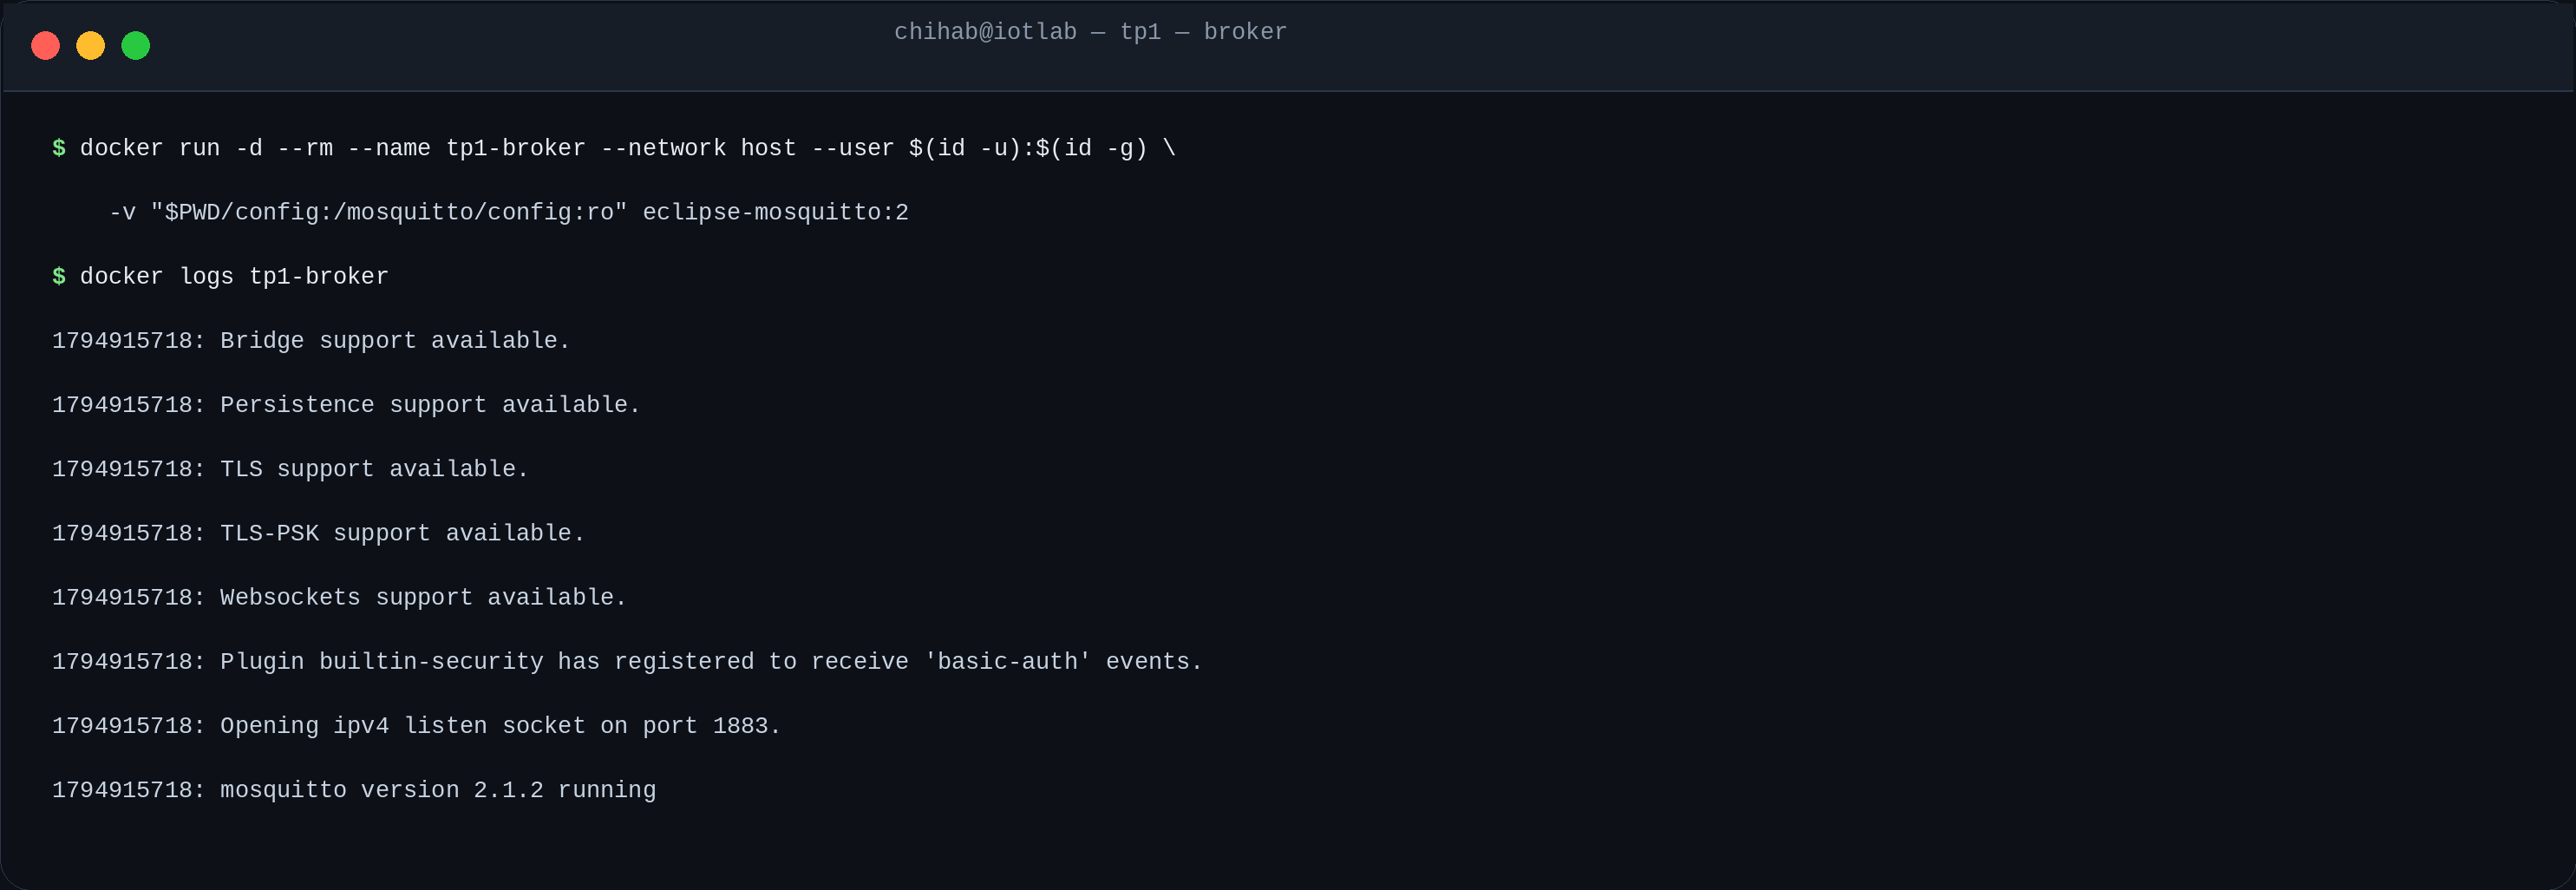 chihab@iotlab — tp1 — broker
$ docker run -d --rm --name tp1-broker --network host --user $(id -u):$(id -g) \
    -v "$PWD/config:/mosquitto/config:ro" eclipse-mosquitto:2
$ docker logs tp1-broker
1794915718: Bridge support available.
1794915718: Persistence support available.
1794915718: TLS support available.
1794915718: TLS-PSK support available.
1794915718: Websockets support available.
1794915718: Plugin builtin-security has registered to receive 'basic-auth' events.
1794915718: Opening ipv4 listen socket on port 1883.
1794915718: mosquitto version 2.1.2 running